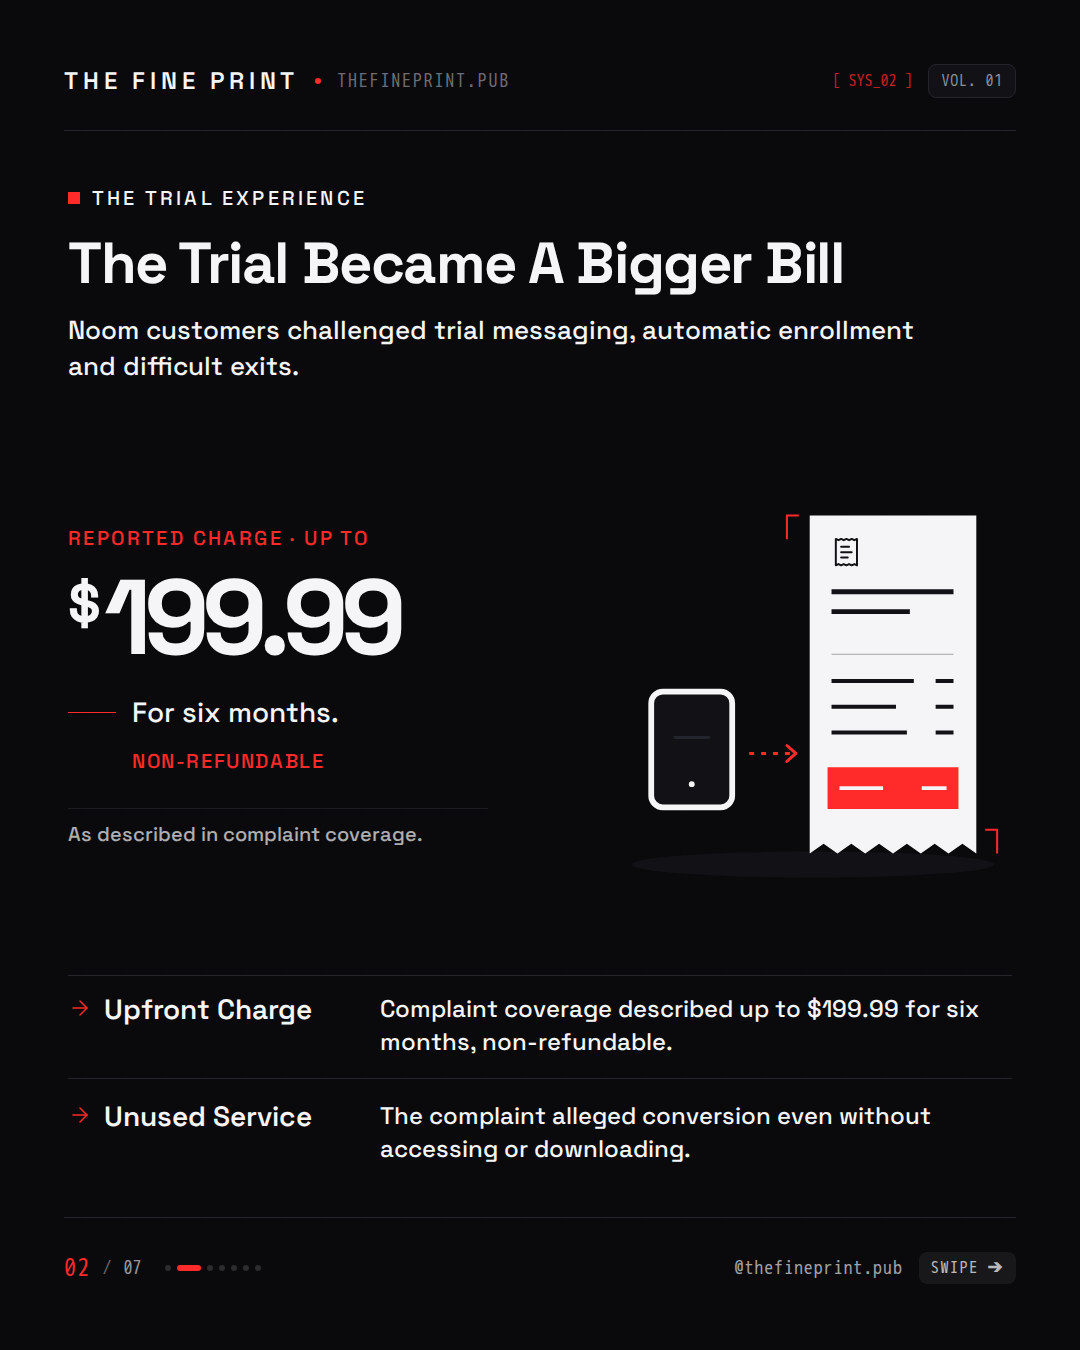 THE FINE PRINT • THEFINEPRINT.PUB
[ SYS_02 ] VOL. 01
THE TRIAL EXPERIENCE
The Trial Became A Bigger Bill
Noom customers challenged trial messaging, automatic enrollment
and difficult exits.
REPORTED CHARGE · UP TO
$199.99
For six months.
NON-REFUNDABLE
As described in complaint coverage.
→ Upfront Charge
Complaint coverage described up to $199.99 for six
months, non-refundable.
→ Unused Service
The complaint alleged conversion even without
accessing or downloading.
02 / 07
@thefineprint.pub SWIPE →